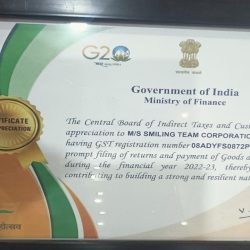 G20
Government of India
Ministry of Finance
CERTIFICATE
APPRECIATION
The Central Board of Indirect Taxes and Cus
appreciation to M/S SMILING TEAM CORPORATIO
having GST registration number 08ADYFS0872P
prompt filing of returns and payment of Goods a
during the financial year 2022-23, thereby
contributing to building a strong and resilient na